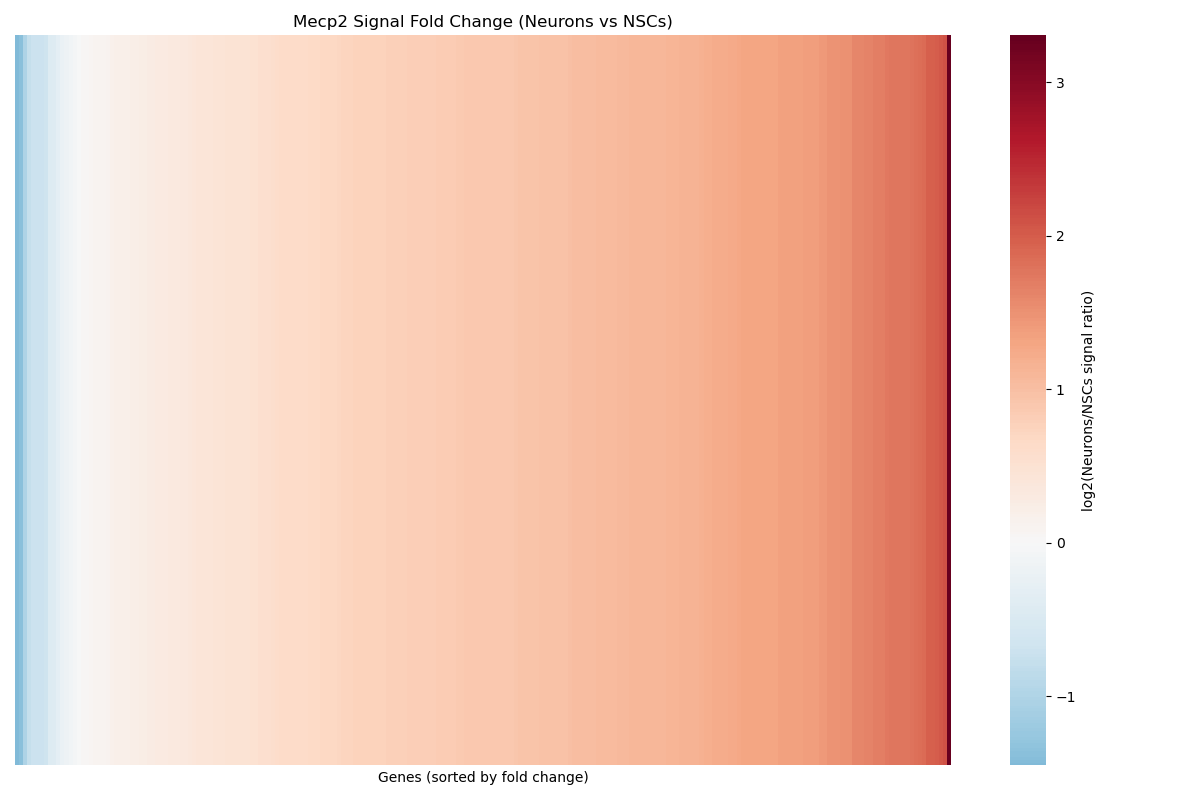 Mecp2 Signal Fold Change (Neurons vs NSCs)
3
2
1
0
−1
log2(Neurons/NSCs signal ratio)
Genes (sorted by fold change)